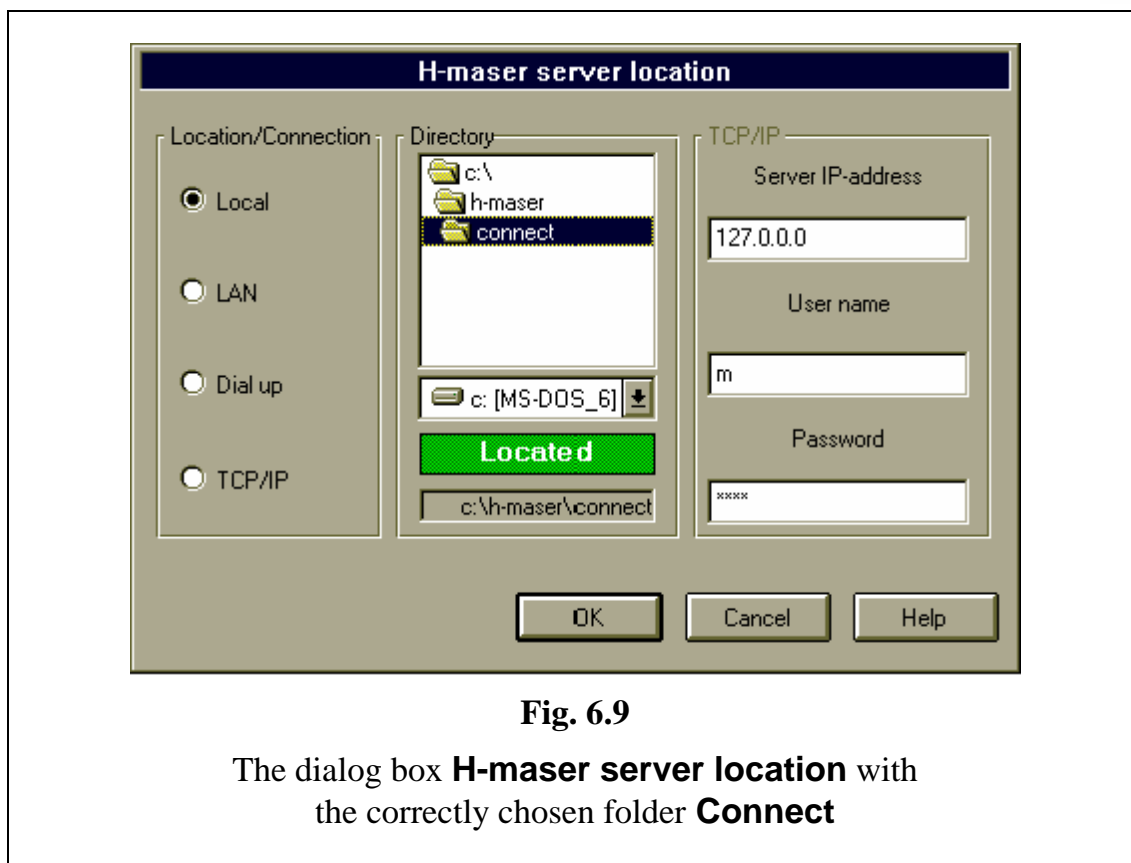 H-maser server location
Location/Connection
Local
LAN
Dial up
TCP/IP
Directory
c:\
h-maser
connect
c: [MS-DOS_6]
Located
c:\h-maser\connect
TCP/IP
Server IP-address
127.0.0.0
User name
m
Password
****
OK
Cancel
Help
Fig. 6.9
The dialog box H-maser server location with
the correctly chosen folder Connect